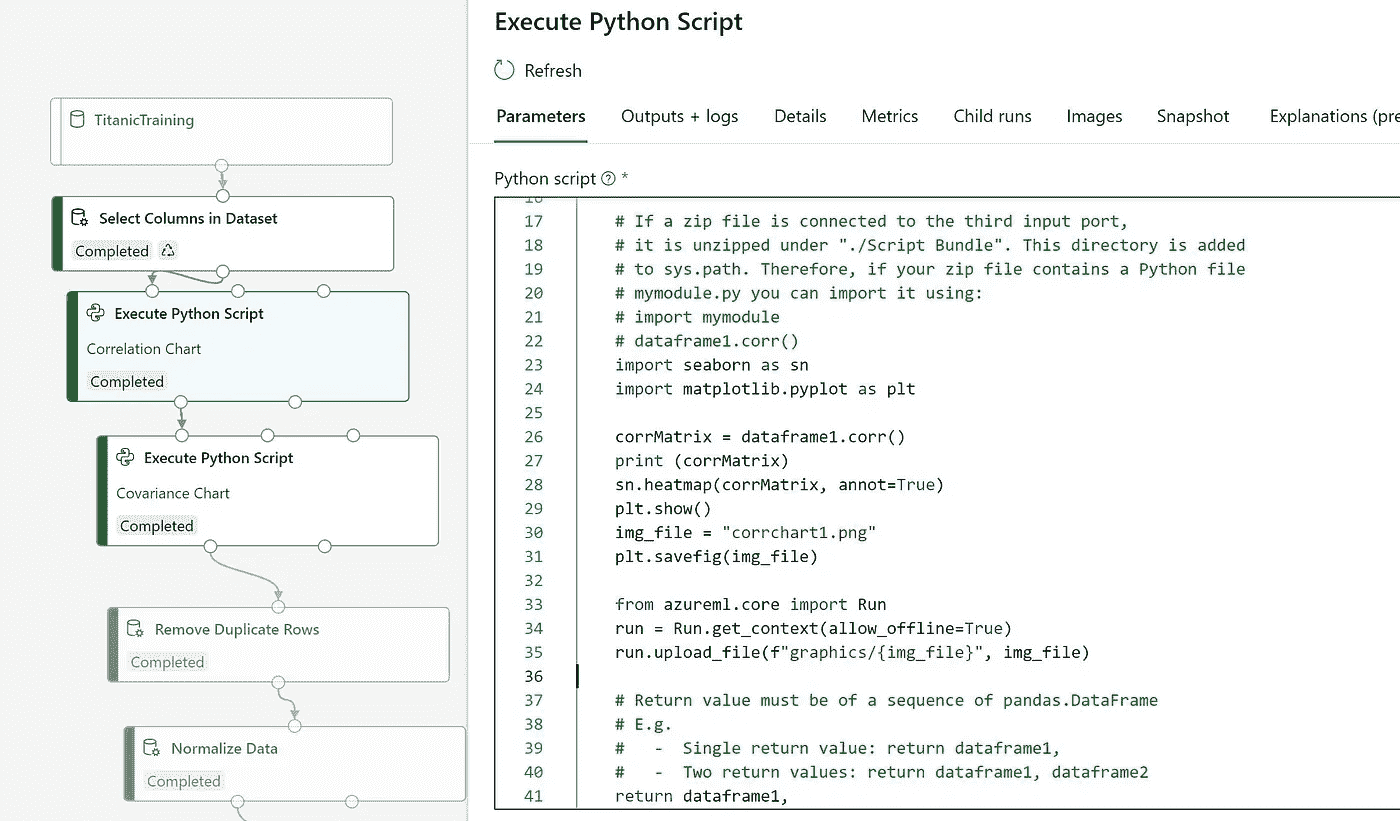 TitanicTraining
Select Columns in Dataset
Completed
Execute Python Script
Correlation Chart
Completed
Execute Python Script
Covariance Chart
Completed
Remove Duplicate Rows
Completed
Normalize Data
Completed
Execute Python Script
Refresh
Parameters Outputs + logs Details Metrics Child runs Images Snapshot Explanations (pre
Python script ? *
17 # If a zip file is connected to the third input port,
18 # it is unzipped under "./Script Bundle". This directory is added
19 # to sys.path. Therefore, if your zip file contains a Python file
20 # mymodule.py you can import it using:
21 # import mymodule
22 # dataframe1.corr()
23 import seaborn as sn
24 import matplotlib.pyplot as plt
25
26 corrMatrix = dataframe1.corr()
27 print (corrMatrix)
28 sn.heatmap(corrMatrix, annot=True)
29 plt.show()
30 img_file = "corrchart1.png"
31 plt.savefig(img_file)
32
33 from azureml.core import Run
34 run = Run.get_context(allow_offline=True)
35 run.upload_file(f"graphics/{img_file}", img_file)
36
37 # Return value must be of a sequence of pandas.DataFrame
38 # E.g.
39 #   -  Single return value: return dataframe1,
40 #   -  Two return values: return dataframe1, dataframe2
41 return dataframe1,